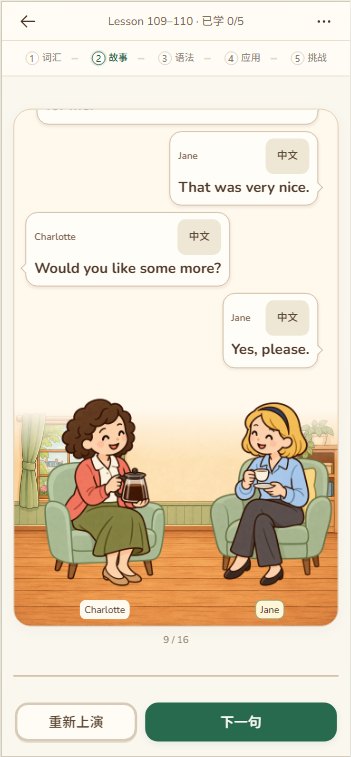 Lesson 109–110 · 已学 0/5
1 词汇 – 2 故事 – 3 语法 – 4 应用 – 5 挑战
Jane 中文
That was very nice.
Charlotte 中文
Would you like some more?
Jane 中文
Yes, please.
Charlotte Jane
9 / 16
重新上演 下一句